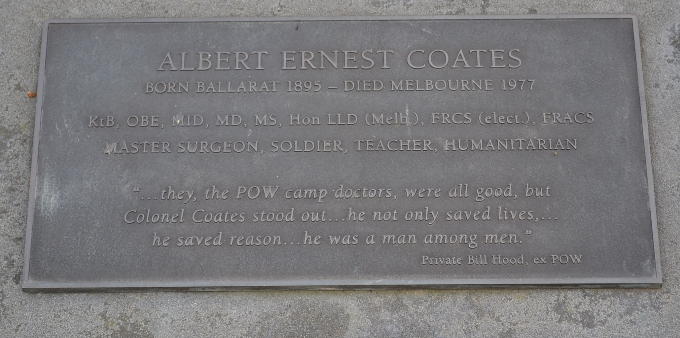 ALBERT ERNEST COATES
BORN BALLARAT 1895 – DIED MELBOURNE 1977
KtB, OBE, MID, MD, MS, Hon LLD (Melb.), FRCS (elect.), FRACS
MASTER SURGEON, SOLDIER, TEACHER, HUMANITARIAN
“...they, the POW camp doctors, were all good, but
Colonel Coates stood out...he not only saved lives,...
he saved reason...he was a man among men.”
Private Bill Hood, ex POW